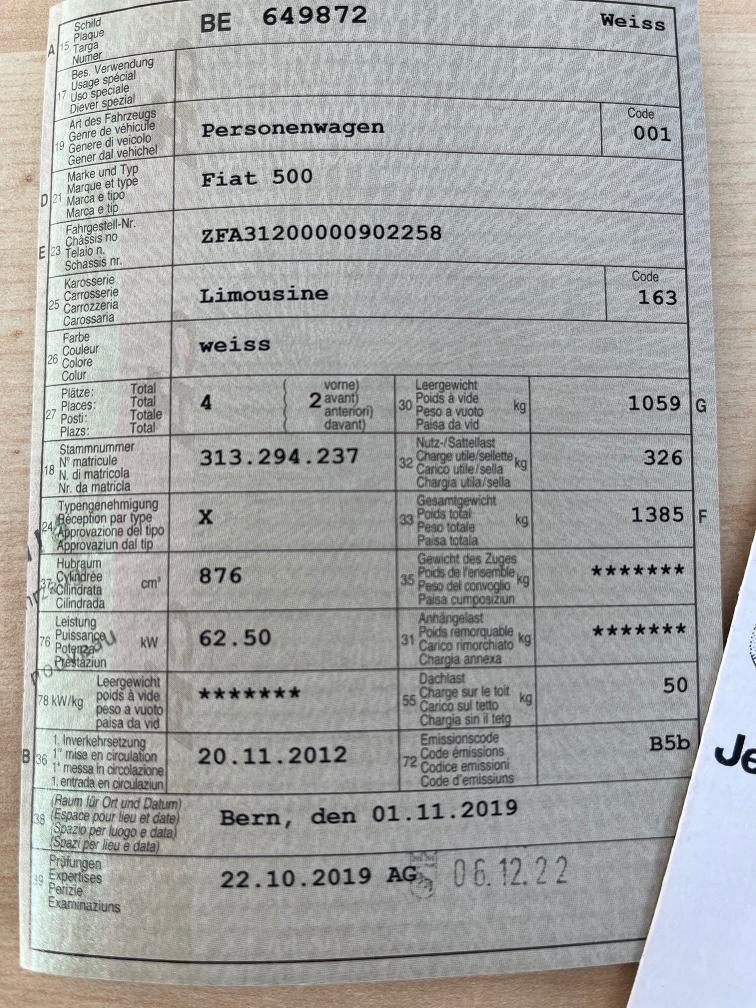 A 15 Schild
Plaque
Targa
Numer
BE 649872 Weiss
17 Bes. Verwendung
Usage spécial
Uso speciale
Diever spezial
19 Art des Fahrzeugs
Genre de véhicule
Genere di veicolo
Gener dal vehichel
Personenwagen
Code
001
D 21 Marke und Typ
Marque et type
Marca e tipo
Marca e tip
Fiat 500
E 23 Fahrgestell-Nr.
Châssis no
Telaio n.
Schassis nr.
ZFA31200000902258
25 Karosserie
Carrosserie
Carrozzeria
Carossaria
Limousine
Code
163
26 Farbe
Couleur
Colore
Colur
weiss
27 Plätze: Total
Places: Total
Posti: Totale
Plazs: Total
4
2 vorne)
avant)
anteriori)
davant)
30 Leergewicht
Poids à vide
Peso a vuoto
Paisa da vid
kg
1059 G
18 Stammnummer
N° matricule
N. di matricola
Nr. da matricla
313.294.237
32 Nutz-/Sattellast
Charge utile/sellette
Carico utile/sella
Chargia utila/sella
kg
326
24 Typengenehmigung
Réception par type
Approvazione del tipo
Approvaziun dal tip
X
33 Gesamtgewicht
Poids total
Peso totale
Paisa totala
kg
1385 F
37 Hubraum
Cylindrée
Cilindrata
Cilindrada
cm³
876
35 Gewicht des Zuges
Poids de l'ensemble
Peso del convoglio
Paisa cumposiziun
kg
*******
76 Leistung
Puissance
Potenza
Prestaziun
kW
62.50
31 Anhängelast
Poids remorquable
Carico rimorchiato
Chargia annexa
kg
*******
nouveau
78 kW/kg Leergewicht
poids à vide
peso a vuoto
paisa da vid
*******
55 Dachlast
Charge sur le toit
Carico sul tetto
Chargia sin il tetg
kg
50
B 36 1. Inverkehrsetzung
1re mise en circulation
1a messa in circolazione
1. entrada en circulaziun
20.11.2012
72 Emissionscode
Code émissions
Codice emissioni
Code d'emissiuns
B5b
38 (Raum für Ort und Datum)
(Espace pour lieu et date)
(Spazio per luogo e data)
(Spazi per lieu e data)
Bern, den 01.11.2019
39 Prüfungen
Expertises
Perizie
Examinaziuns
22.10.2019 AG 06.12.22
Je